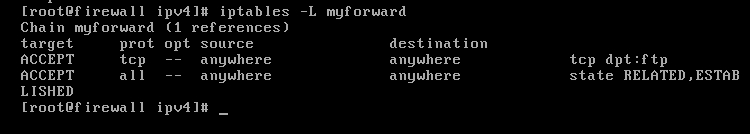 [root@firewall ipv4]# iptables -L myforward
Chain myforward (1 references)
target     prot opt source               destination
ACCEPT     tcp  --  anywhere             anywhere            tcp dpt:ftp
ACCEPT     all  --  anywhere             anywhere            state RELATED,ESTAB
LISHED
[root@firewall ipv4]# _